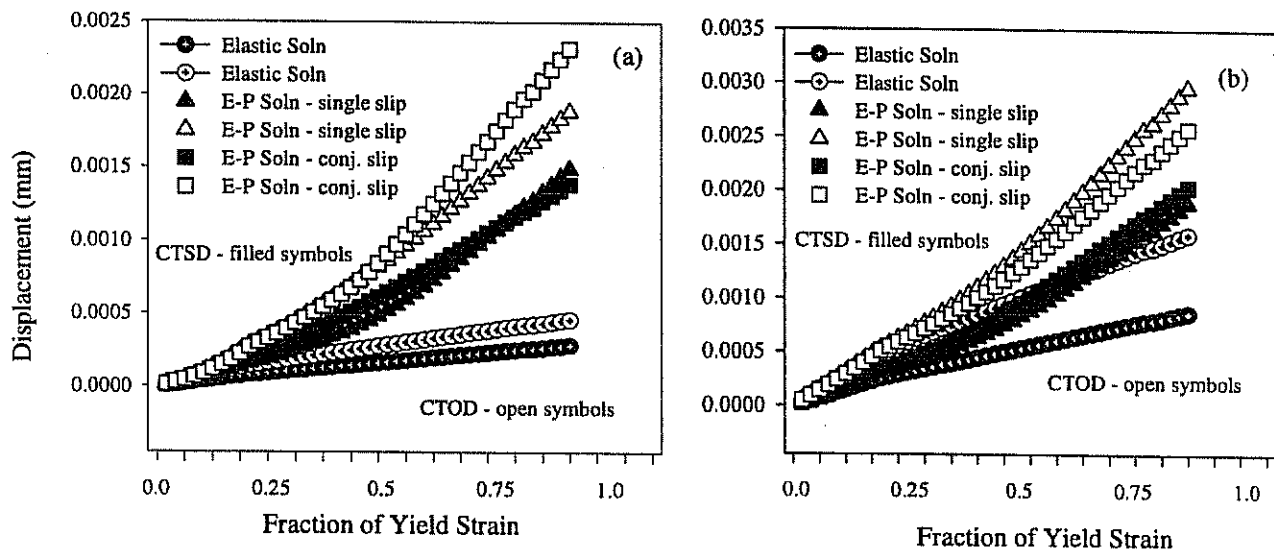 Displacement (mm)
0.0025
0.0020
0.0015
0.0010
0.0005
0.0000
Elastic Soln
Elastic Soln
E-P Soln - single slip
E-P Soln - single slip
E-P Soln - conj. slip
E-P Soln - conj. slip
(a)
CTSD - filled symbols
CTOD - open symbols
0.0
0.25
0.5
0.75
1.0
Fraction of Yield Strain
0.0035
0.0030
0.0025
0.0020
0.0015
0.0010
0.0005
0.0000
Elastic Soln
Elastic Soln
E-P Soln - single slip
E-P Soln - single slip
E-P Soln - conj. slip
E-P Soln - conj. slip
(b)
CTSD - filled symbols
CTOD - open symbols
0.0
0.25
0.5
0.75
1.0
Fraction of Yield Strain